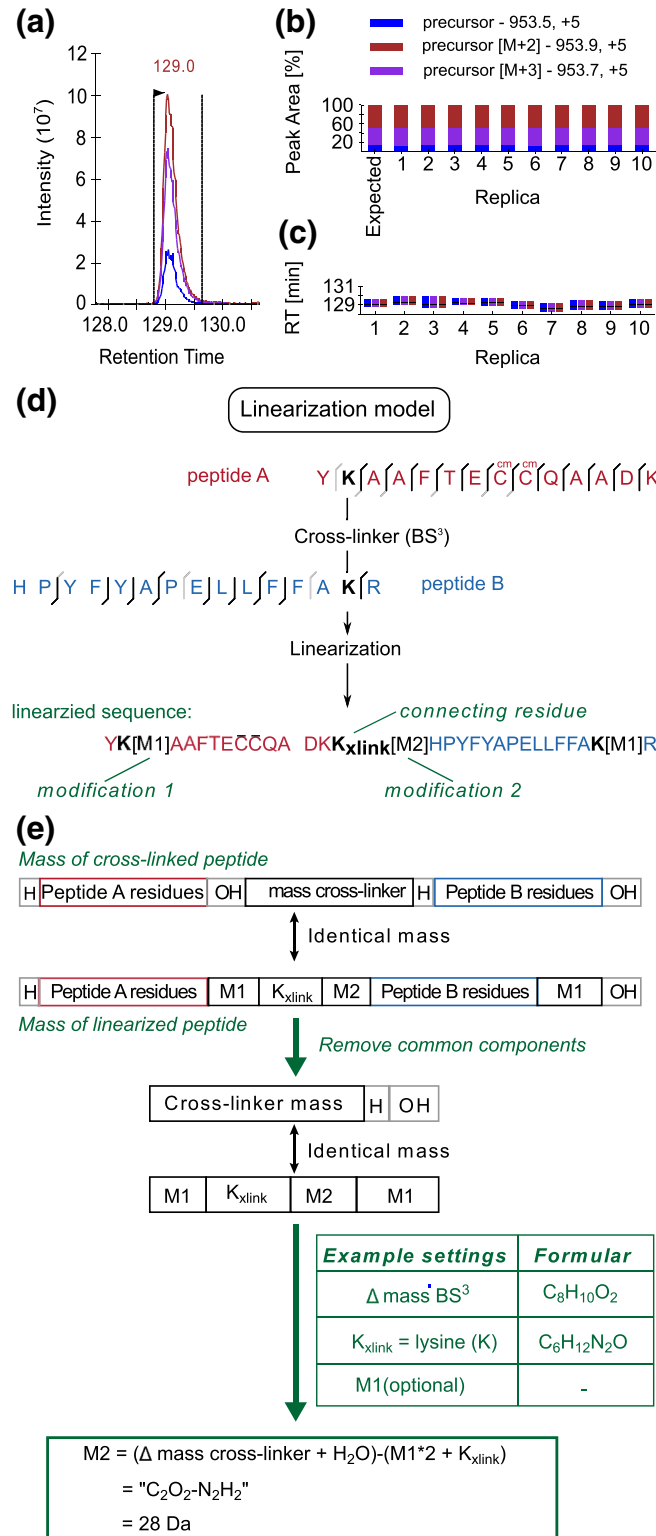 (a)
129.0
Intensity (10⁷)
12
10
8
6
4
2
0
128.0 129.0 130.0
Retention Time
(b)
precursor - 953.5, +5
precursor [M+2] - 953.9, +5
precursor [M+3] - 953.7, +5
Peak Area [%]
100
60
20
Expected 1 2 3 4 5 6 7 8 9 10
Replica
(c)
RT [min]
131
129
1 2 3 4 5 6 7 8 9 10
Replica
(d)
Linearization model
cm cm
peptide A Y K A A F T E C C Q A A D K
Cross-linker (BS³)
H P Y F Y A P E L L F F A K R peptide B
Linearization
linearzied sequence:
connecting residue
YK[M1]AAFTECCQA DKKxlink[M2]HPYFYAPELLFFAK[M1]R
modification 1
modification 2
(e)
Mass of cross-linked peptide
H Peptide A residues OH mass cross-linker H Peptide B residues OH
Identical mass
H Peptide A residues M1 Kxlink M2 Peptide B residues M1 OH
Mass of linearized peptide
Remove common components
Cross-linker mass H OH
Identical mass
M1 Kxlink M2 M1
Example settings Formular
Δ mass BS³ C₈H₁₀O₂
Kxlink = lysine (K) C₆H₁₂N₂O
M1(optional) -
M2 = (Δ mass cross-linker + H₂O)-(M1*2 + Kxlink)
= "C₂O₂-N₂H₂"
= 28 Da